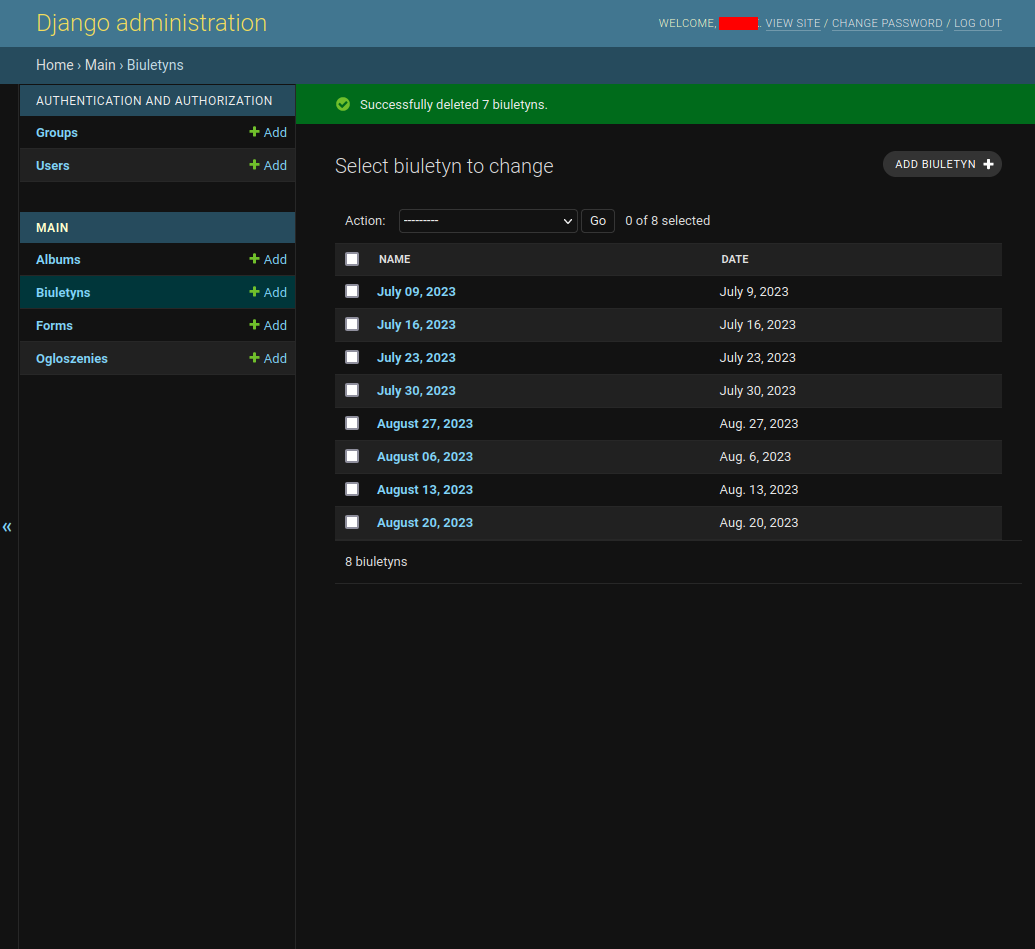 Django administration
WELCOME, . VIEW SITE / CHANGE PASSWORD / LOG OUT
Home › Main › Biuletyns
AUTHENTICATION AND AUTHORIZATION
Groups + Add
Users + Add
MAIN
Albums + Add
Biuletyns + Add
Forms + Add
Ogloszenies + Add
«
Successfully deleted 7 biuletyns.
Select biuletyn to change
ADD BIULETYN +
Action: --------- Go 0 of 8 selected
NAME DATE
July 09, 2023 July 9, 2023
July 16, 2023 July 16, 2023
July 23, 2023 July 23, 2023
July 30, 2023 July 30, 2023
August 27, 2023 Aug. 27, 2023
August 06, 2023 Aug. 6, 2023
August 13, 2023 Aug. 13, 2023
August 20, 2023 Aug. 20, 2023
8 biuletyns